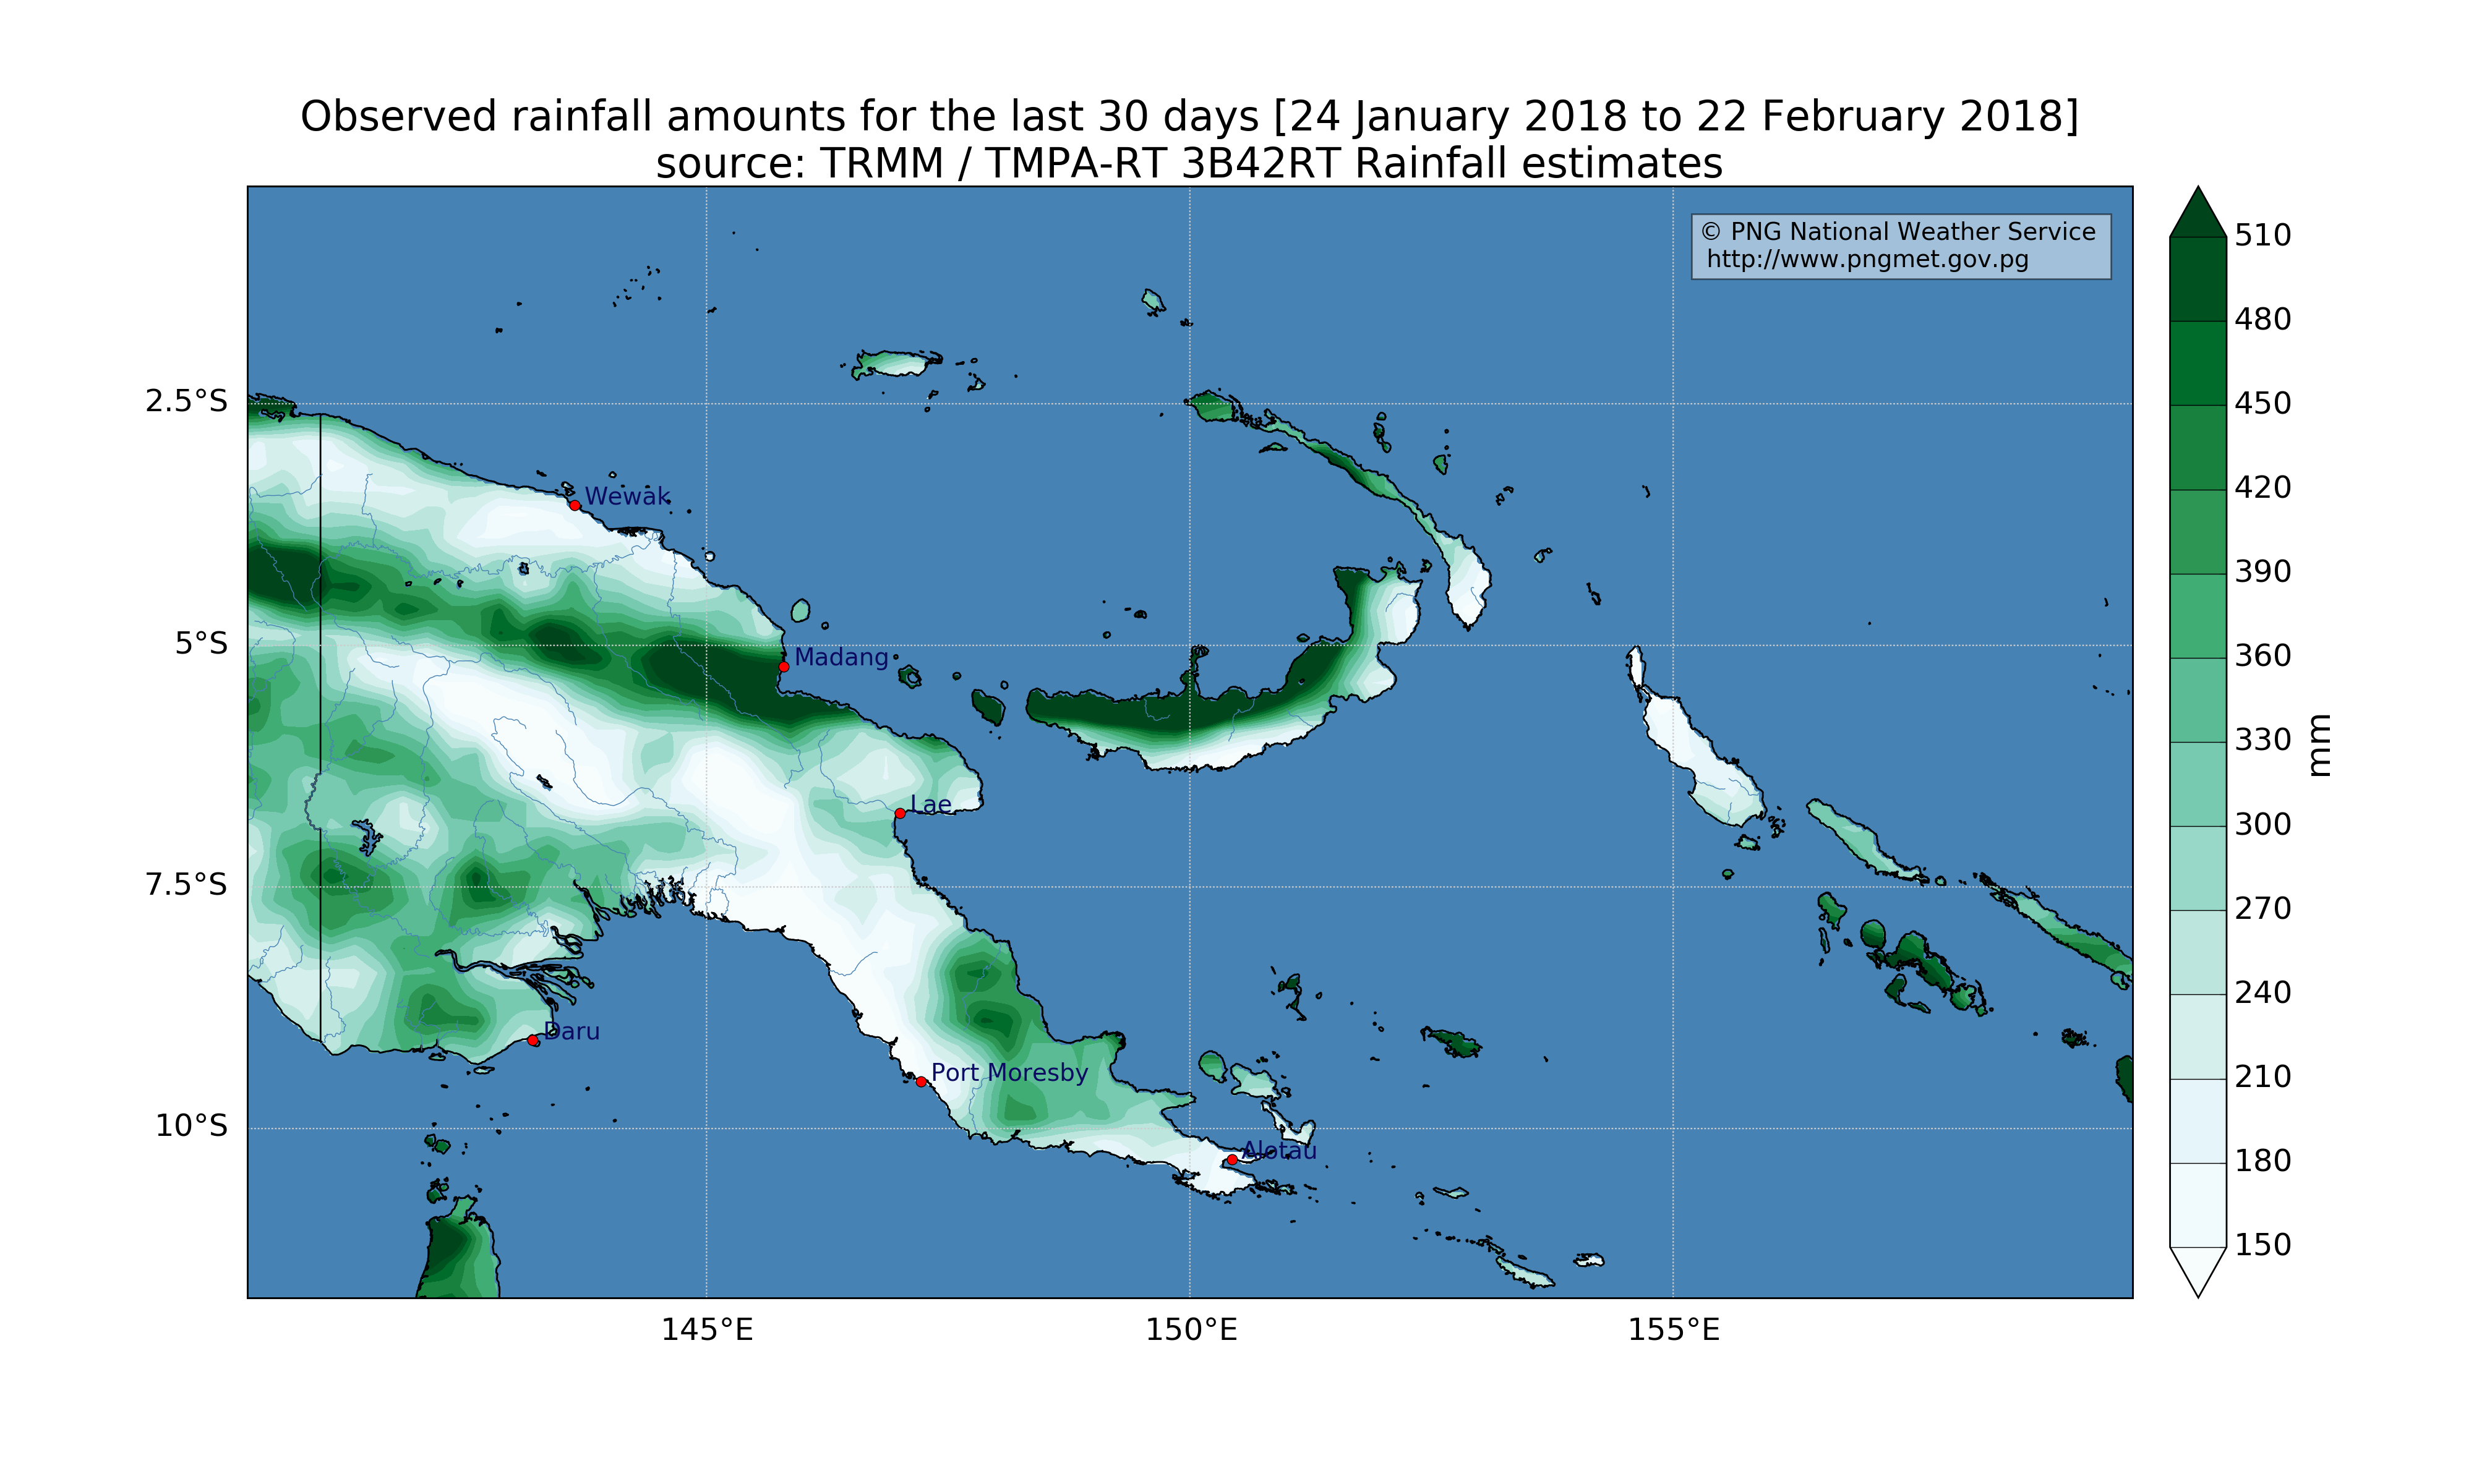 Observed rainfall amounts for the last 30 days [24 January 2018 to 22 February 2018]
source: TRMM / TMPA-RT 3B42RT Rainfall estimates
© PNG National Weather Service
http://www.pngmet.gov.pg
2.5°S
5°S
7.5°S
10°S
145°E
150°E
155°E
Wewak
Madang
Lae
Daru
Port Moresby
Alotau
510
480
450
420
390
360
330
300
270
240
210
180
150
mm